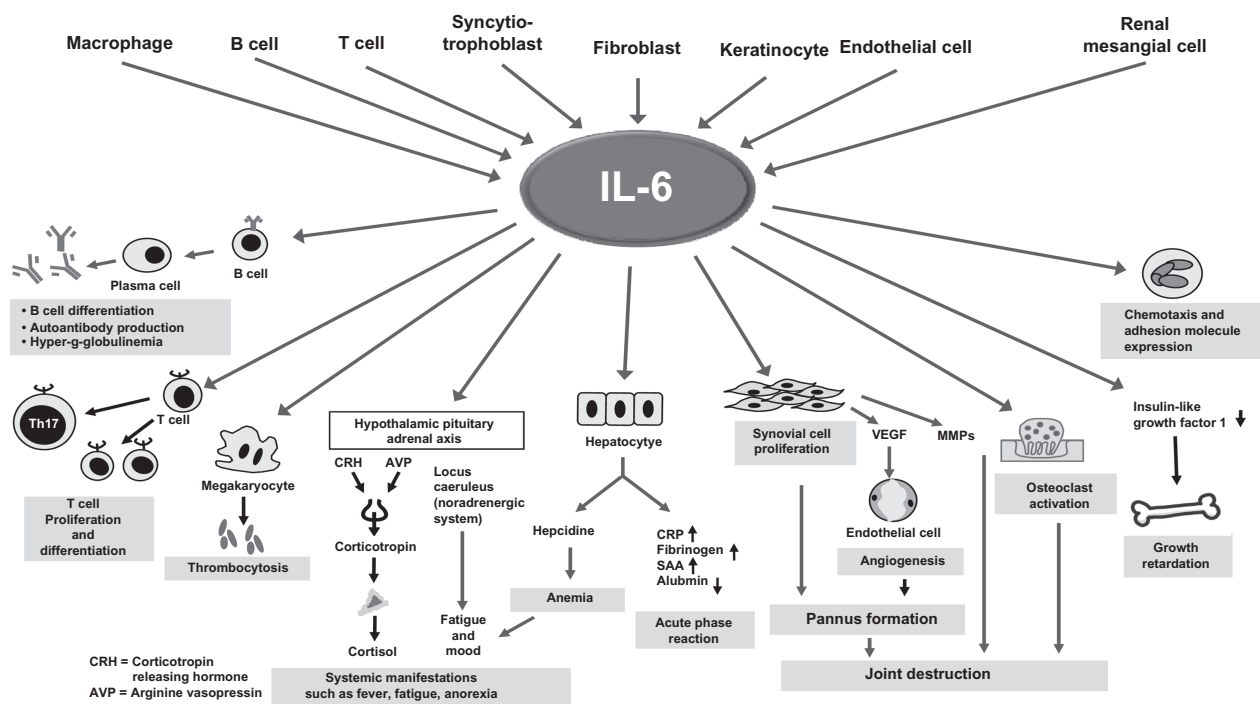 Macrophage
B cell
T cell
Syncytio-
trophoblast
Fibroblast
Keratinocyte
Endothelial cell
Renal
mesangial cell
IL-6
B cell
Plasma cell
• B cell differentiation
• Autoantibody production
• Hyper-g-globulinemia
Chemotaxis and
adhesion molecule
expression
Th17
T cell
T cell
Proliferation
and
differentiation
Megakaryocyte
Thrombocytosis
Hypothalamic pituitary
adrenal axis
CRH
AVP
Corticotropin
Cortisol
Locus
caeruleus
(noradrenergic
system)
Fatigue
and
mood
Systemic manifestations
such as fever, fatigue, anorexia
CRH = Corticotropin
releasing hormone
AVP = Arginine vasopressin
Hepatocytye
Hepcidine
Anemia
CRP
Fibrinogen
SAA
Alubmin
Acute phase
reaction
Synovial cell
proliferation
VEGF
MMPs
Endothelial cell
Angiogenesis
Pannus formation
Joint destruction
Osteoclast
activation
Insulin-like
growth factor 1
Growth
retardation